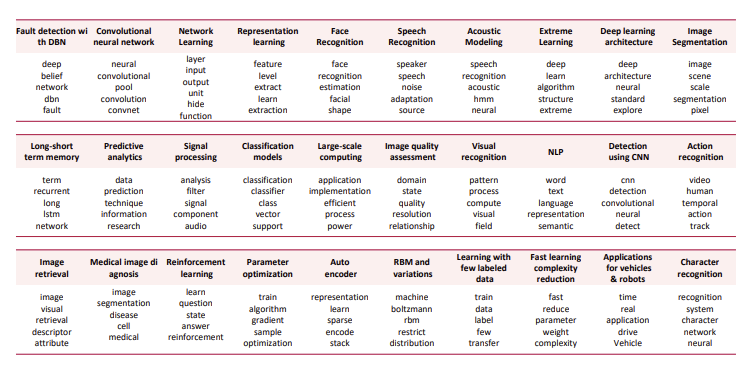 Fault detection wi th DBN Convolutional neural network Network Learning Representation learning Face Recognition Speech Recognition Acoustic Modeling Extreme Learning Deep learning architecture Image Segmentation
deep neural layer feature face speaker speech deep deep image
belief convolutional input level recognition speech recognition learn architecture scene
network pool output extract estimation noise acoustic algorithm neural scale
dbn convolution unit learn facial adaptation hmm structure standard segmentation
fault convnet hide extraction shape source neural extreme explore pixel
function
Long-short term memory Predictive analytics Signal processing Classification models Large-scale computing Image quality assessment Visual recognition NLP Detection using CNN Action recognition
term data analysis classification application domain pattern word cnn video
recurrent prediction filter classifier implementation state process text detection human
long technique signal class efficient quality compute language convolutional temporal
lstm information component vector process resolution visual representation neural action
network research audio support power relationship field semantic detect track
Image retrieval Medical image di agnosis Reinforcement learning Parameter optimization Auto encoder RBM and variations Learning with few labeled data Fast learning complexity reduction Applications for vehicles & robots Character recognition
image image learn train representation machine train fast time recognition
visual segmentation question algorithm learn boltzmann data reduce real system
retrieval disease state gradient sparse rbm label parameter application character
descriptor cell answer sample encode restrict few weight drive network
attribute medical reinforcement optimization stack distribution transfer complexity Vehicle neural